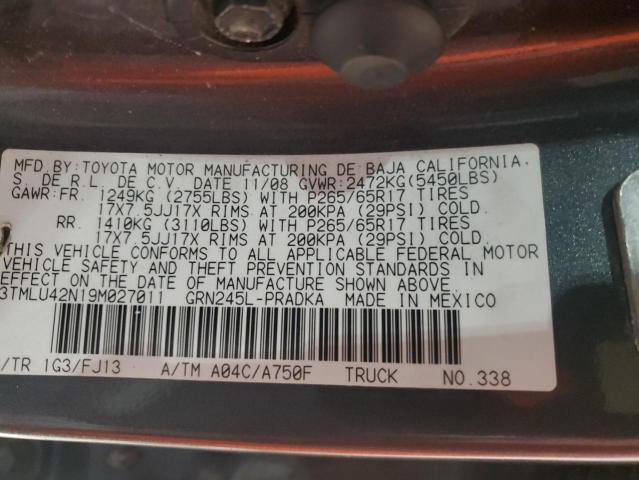 MFD BY: TOYOTA MOTOR MANUFACTURING DE BAJA CALIFORNIA,
S. DE R.L. DE C.V. DATE 11/08 GVWR:2472KG(5450LBS)
GAWR:FR. 1249KG (2755LBS) WITH P265/65R17 TIRES
17X7.5JJ17X RIMS AT 200KPA (29PSI) COLD.
RR. 1410KG (3110LBS) WITH P265/65R17 TIRES
17X7.5JJ17X RIMS AT 200KPA (29PSI) COLD.
THIS VEHICLE CONFORMS TO ALL APPLICABLE FEDERAL MOTOR
VEHICLE SAFETY AND THEFT PREVENTION STANDARDS IN
EFFECT ON THE DATE OF MANUFACTURE SHOWN ABOVE.
3TMLU42N19M027011 GRN245L-PRADKA MADE IN MEXICO
/TR 1G3/FJ13 A/TM A04C/A750F TRUCK NO.338